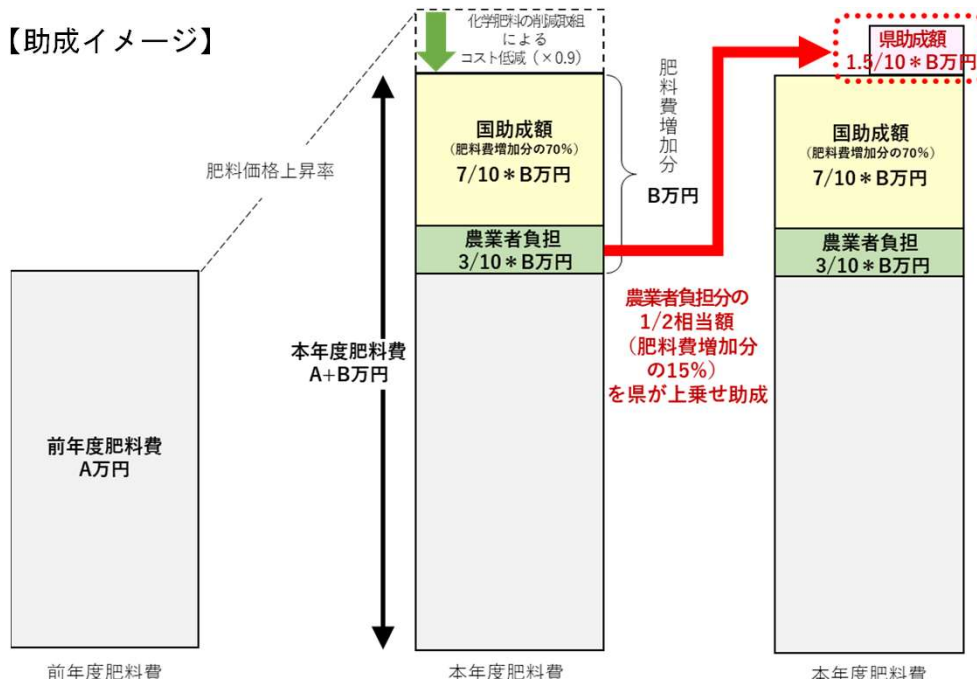 【助成イメージ】
化学肥料の削減取組
による
コスト低減（×0.9）
肥料価格上昇率
国助成額
（肥料費増加分の70%）
7/10＊B万円
農業者負担
3/10＊B万円
肥料費増加分
B万円
本年度肥料費
A+B万円
前年度肥料費
A万円
農業者負担分の
1/2相当額
（肥料費増加分
の15%）
を県が上乗せ助成
県助成額
1.5/10＊B万円
国助成額
（肥料費増加分の70%）
7/10＊B万円
農業者負担
3/10＊B万円
前年度肥料費
本年度肥料費
本年度肥料費